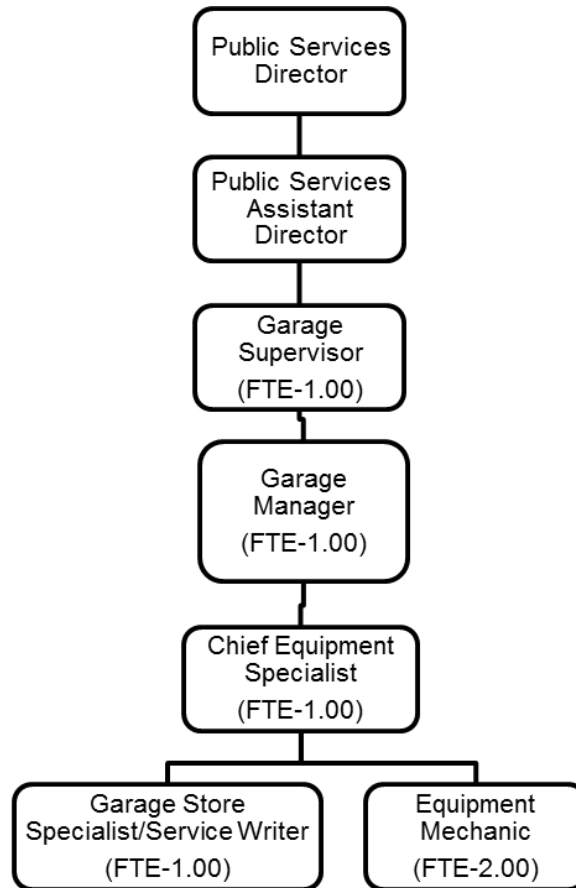 Public Services
Director
Public Services
Assistant
Director
Garage
Supervisor
(FTE-1.00)
Garage
Manager
(FTE-1.00)
Chief Equipment
Specialist
(FTE-1.00)
Garage Store
Specialist/Service Writer
(FTE-1.00)
Equipment
Mechanic
(FTE-2.00)